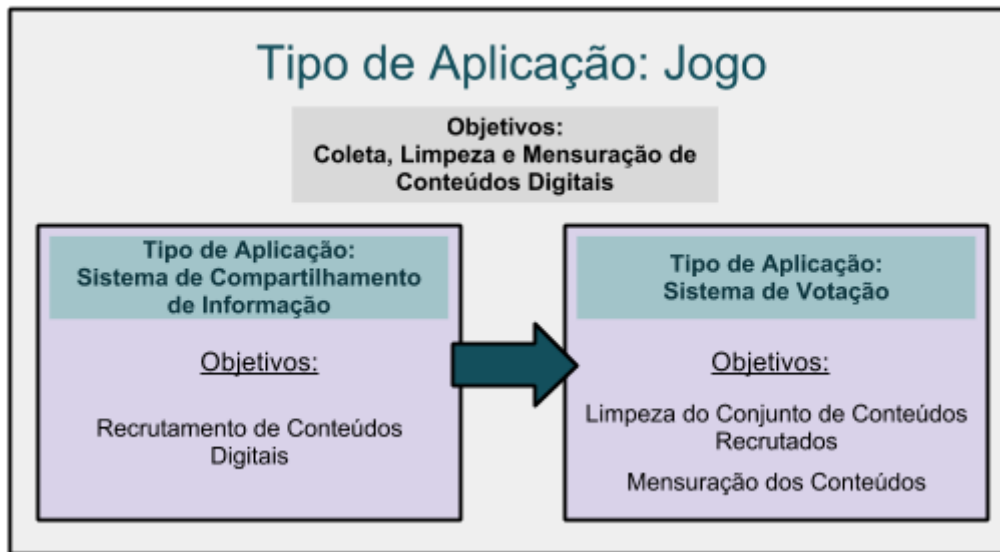 Tipo de Aplicação: Jogo
Objetivos:
Coleta, Limpeza e Mensuração de
Conteúdos Digitais
Tipo de Aplicação:
Sistema de Compartilhamento
de Informação
Objetivos:
Recrutamento de Conteúdos
Digitais
Tipo de Aplicação:
Sistema de Votação
Objetivos:
Limpeza do Conjunto de Conteúdos
Recrutados
Mensuração dos Conteúdos